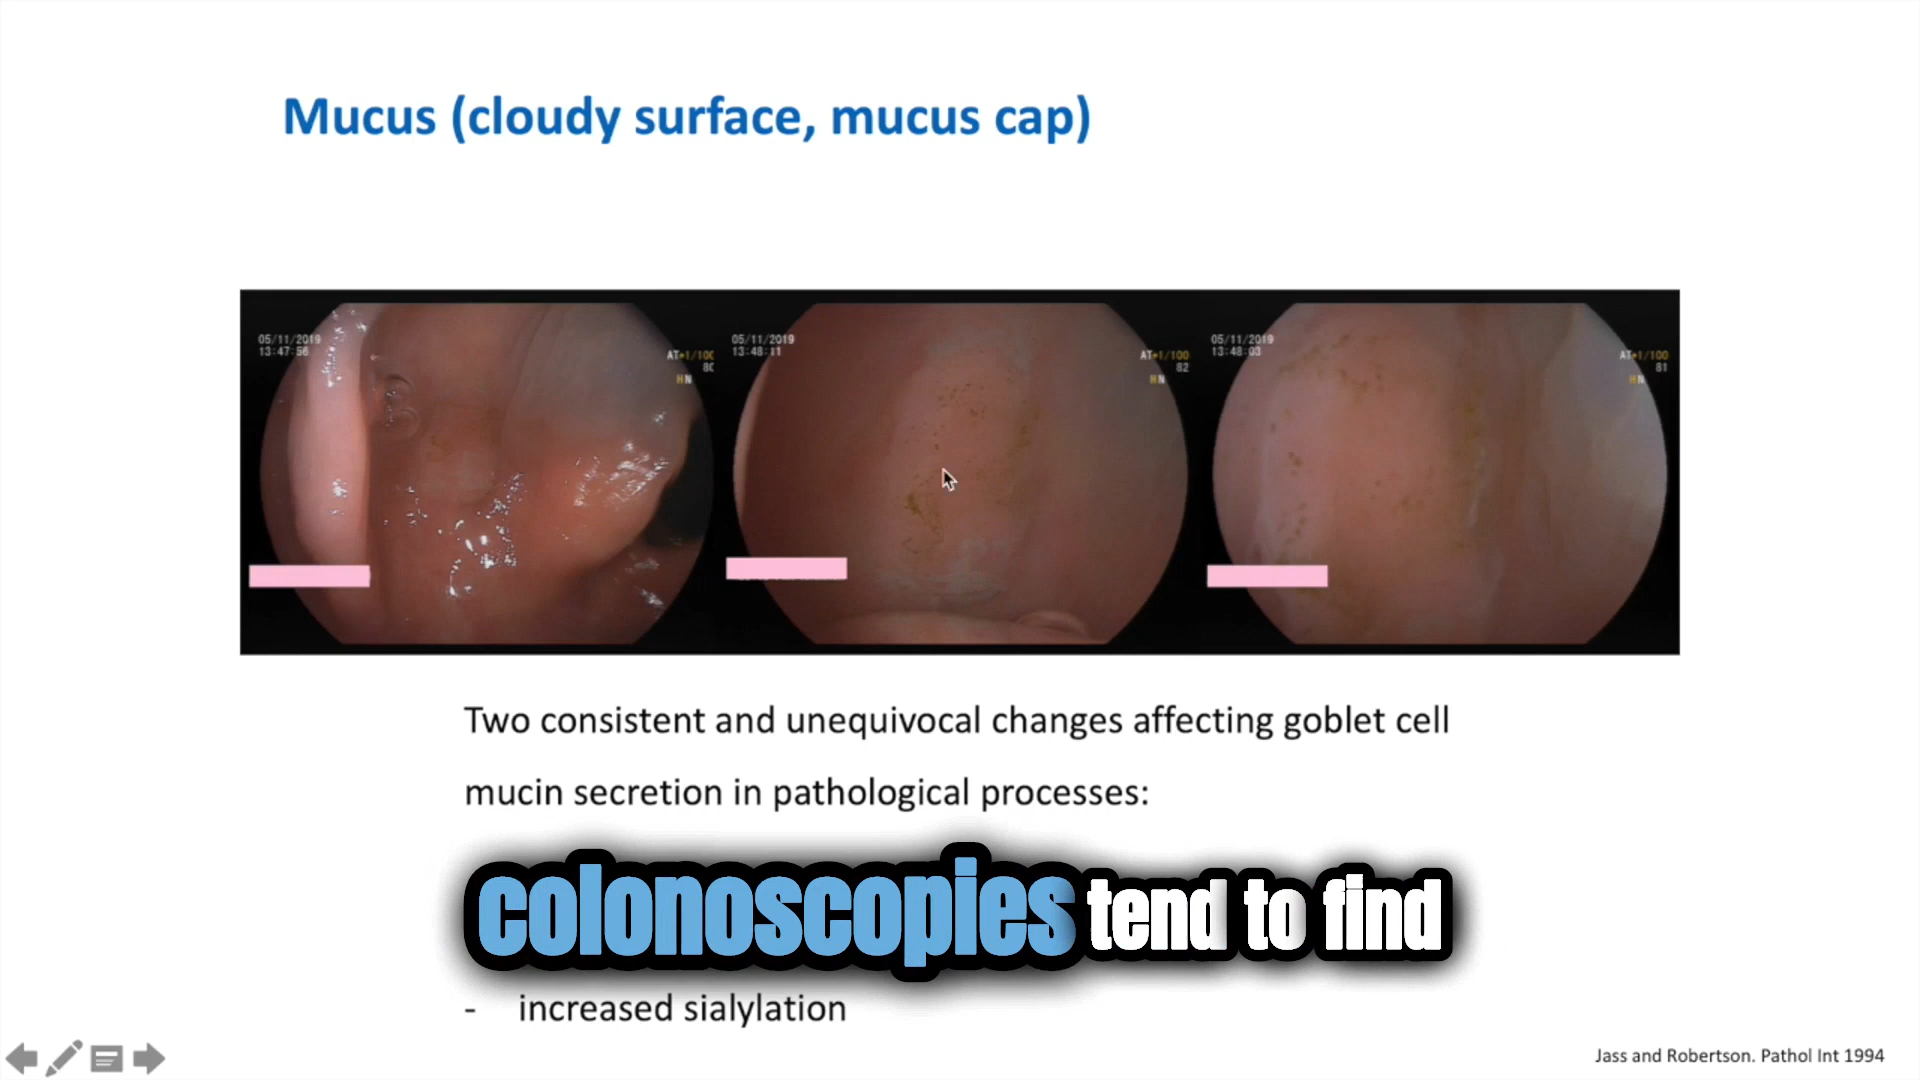 Mucus (cloudy surface, mucus cap)
05/11/2019
13:47:56
AT+1/100
80
HN
05/11/2019
13:48:11
AT+1/100
82
HN
05/11/2019
13:48:03
AT+1/100
81
HN
Two consistent and unequivocal changes affecting goblet cell
mucin secretion in pathological processes:
colonoscopies tend to find
- increased sialylation
Jass and Robertson. Pathol Int 1994